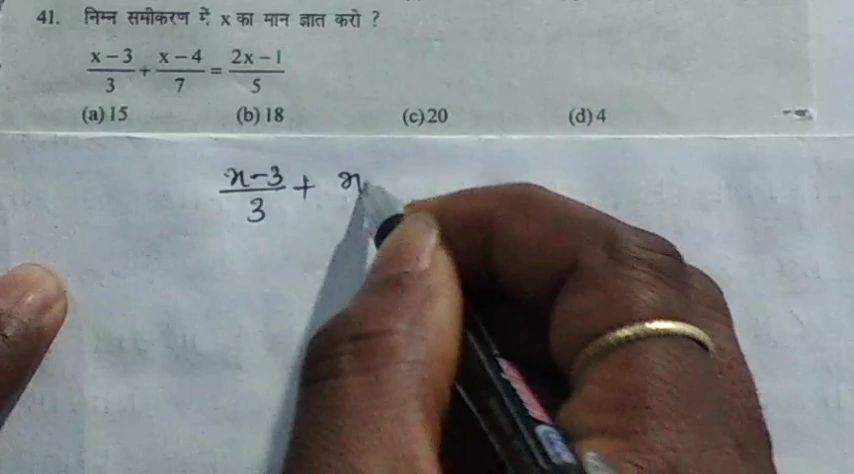 41. निम्न समीकरण में x का मान ज्ञात करो ?
x-3/3 + x-4/7 = 2x-1/5
(a) 15 (b) 18 (c) 20 (d) 4
x-3/3 + x